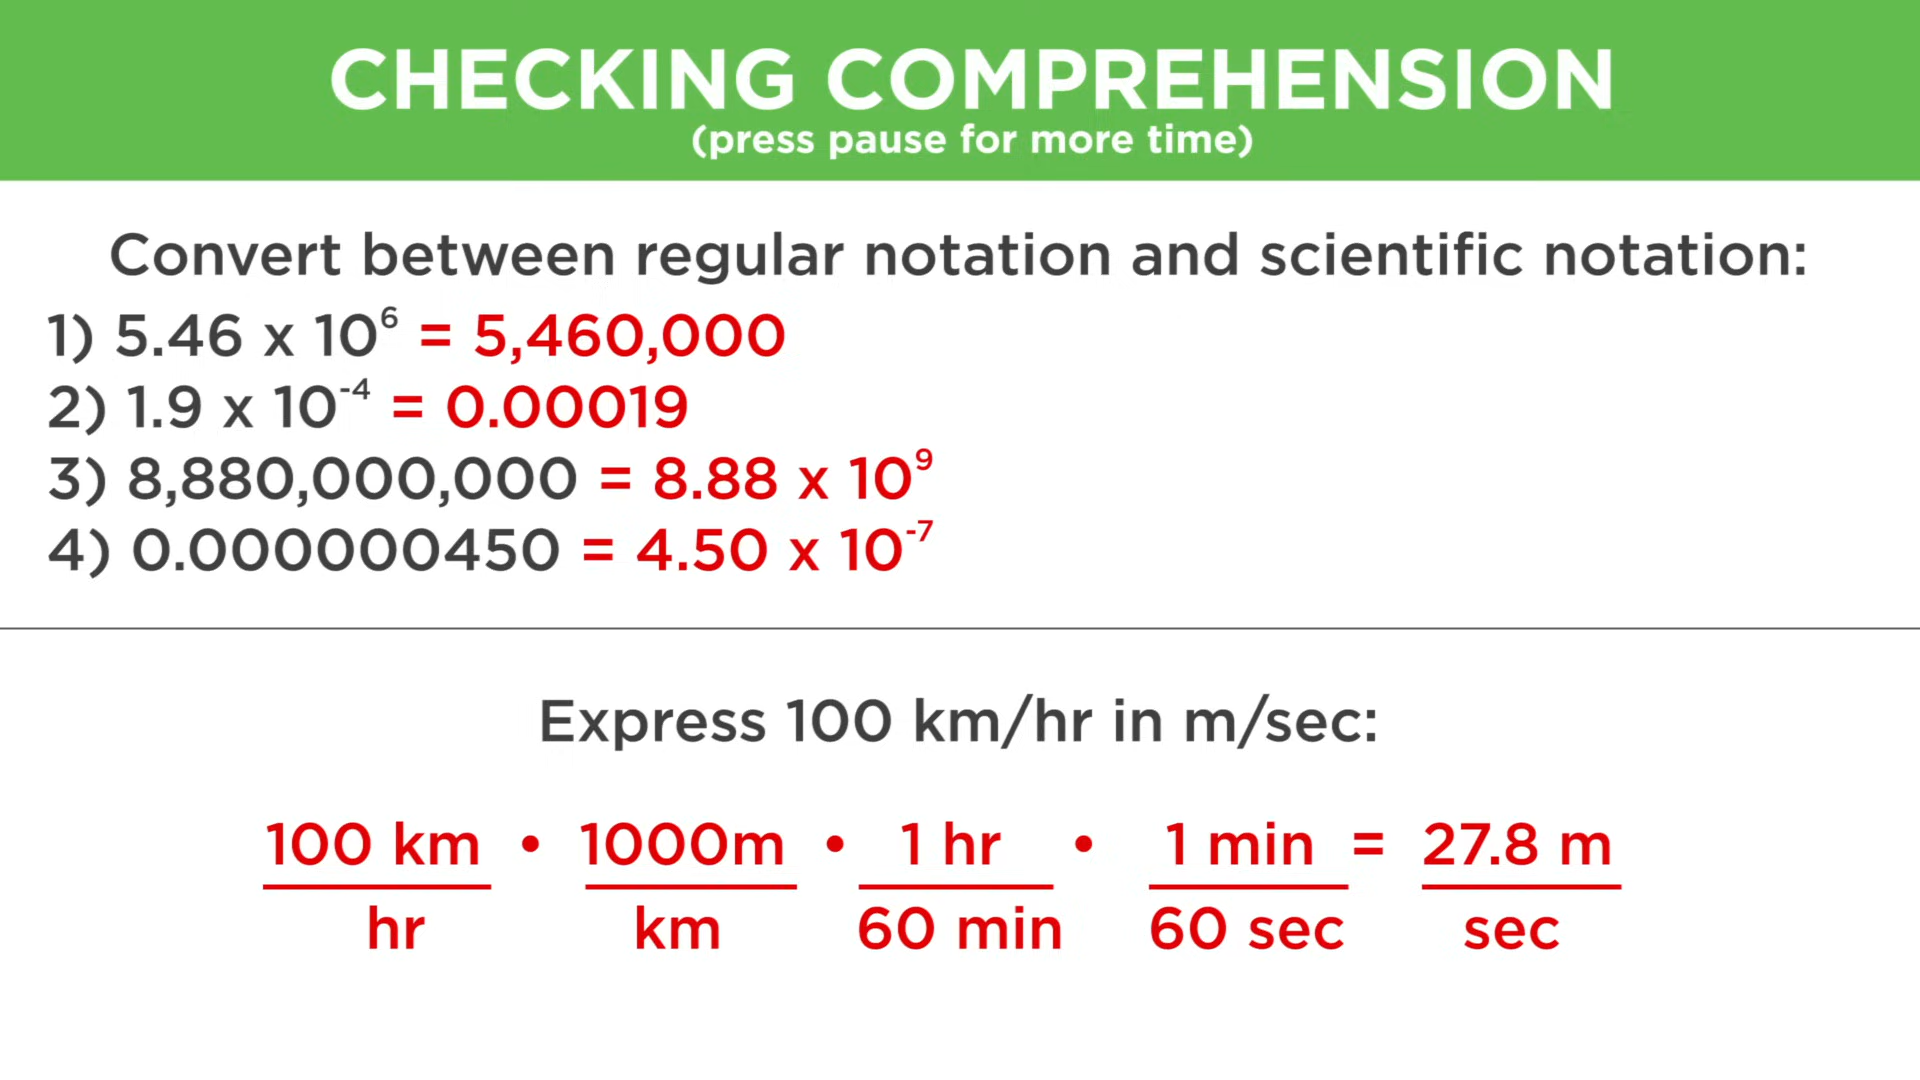 CHECKING COMPREHENSION
(press pause for more time)
Convert between regular notation and scientific notation:
1) 5.46 x 10⁶ = 5,460,000
2) 1.9 x 10⁻⁴ = 0.00019
3) 8,880,000,000 = 8.88 x 10⁹
4) 0.000000450 = 4.50 x 10⁻⁷
Express 100 km/hr in m/sec:
100 km • 1000m • 1 hr • 1 min = 27.8 m
hr km 60 min 60 sec sec